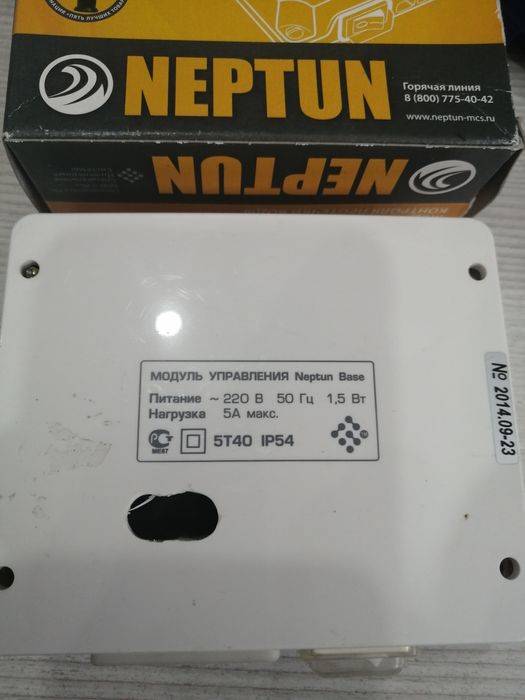 NEPTUN
Горячая линия
8 (800) 775-40-42
www.neptun-mcs.ru
NEPTUN
МОДУЛЬ УПРАВЛЕНИЯ Neptun Base
Питание ~ 220 В 50 Гц 1,5 Вт
Нагрузка 5А макс.
МЕ67
5Т40 IP54
№ 2014.09-23